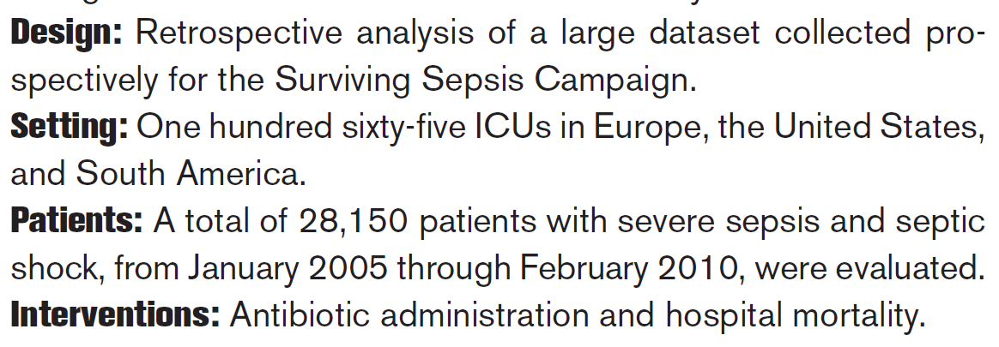 Design: Retrospective analysis of a large dataset collected pro-
spectively for the Surviving Sepsis Campaign.
Setting: One hundred sixty-five ICUs in Europe, the United States,
and South America.
Patients: A total of 28,150 patients with severe sepsis and septic
shock, from January 2005 through February 2010, were evaluated.
Interventions: Antibiotic administration and hospital mortality.